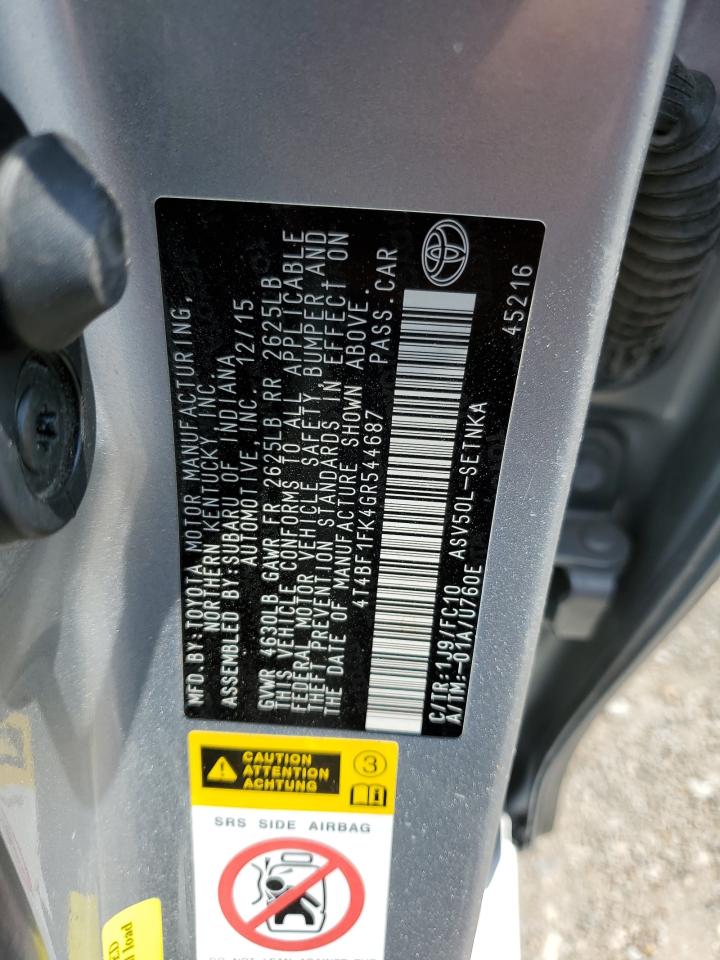 MFD.BY:TOYOTA MOTOR MANUFACTURING,
NORTHERN KENTUCKY INC.
ASSEMBLED BY:SUBARU OF INDIANA
AUTOMOTIVE, INC. 12/15
GVWR 4630LB GAWR FR 2625LB RR 2625LB
THIS VEHICLE CONFORMS TO ALL APPLICABLE
FEDERAL MOTOR VEHICLE SAFETY, BUMPER AND
THEFT PREVENTION STANDARDS IN EFFECT ON
THE DATE OF MANUFACTURE SHOWN ABOVE.
4T4BF1FK4GR544687 PASS.CAR
C/TR:1J9/FC10
A/TM:-01A/U760E ASV50L-SETNKA
45216
CAUTION
ATTENTION
ACHTUNG
3
SRS SIDE AIRBAG
load